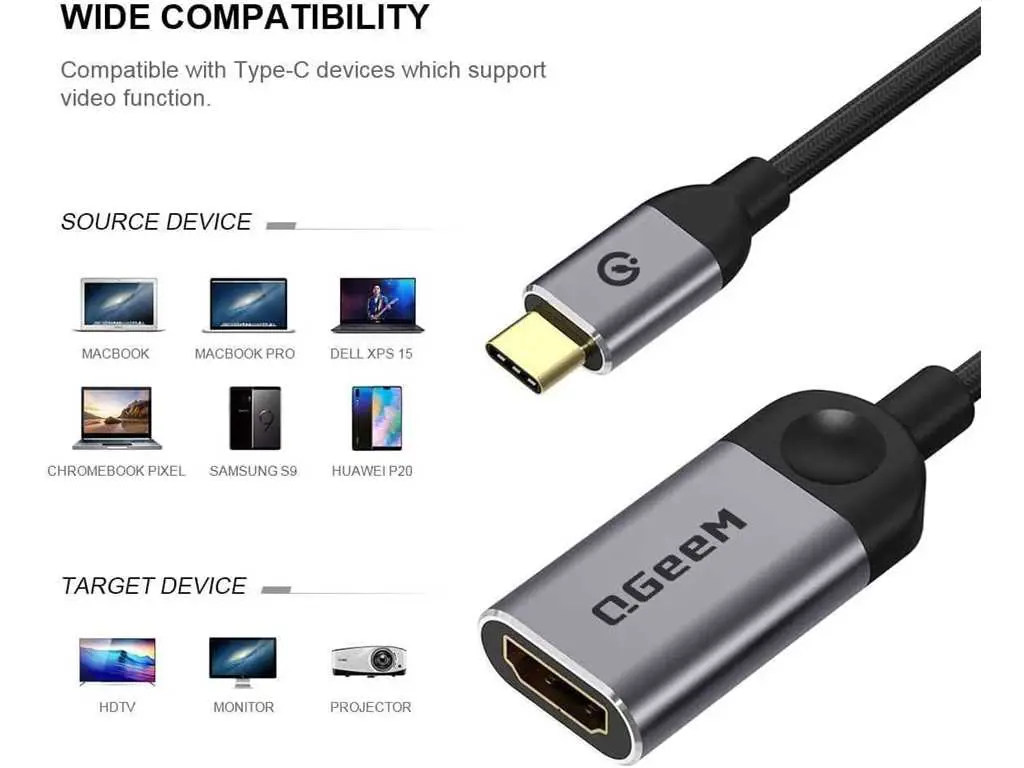 WIDE COMPATIBILITY
Compatible with Type-C devices which support
video function.
SOURCE DEVICE
MACBOOK
MACBOOK PRO
DELL XPS 15
CHROMEBOOK PIXEL
SAMSUNG S9
HUAWEI P20
TARGET DEVICE
HDTV
MONITOR
PROJECTOR
QGeeM